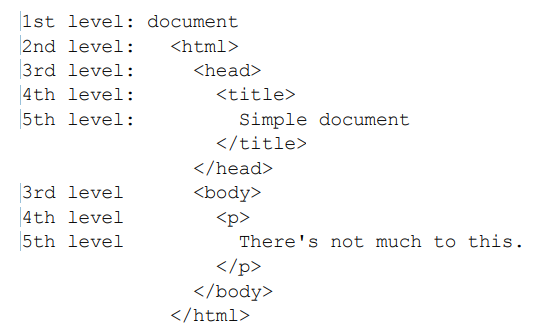 1st level: document
2nd level:   <html>
3rd level:     <head>
4th level:       <title>
5th level:         Simple document
                 </title>
               </head>
3rd level      <body>
4th level        <p>
5th level          There's not much to this.
                 </p>
               </body>
             </html>